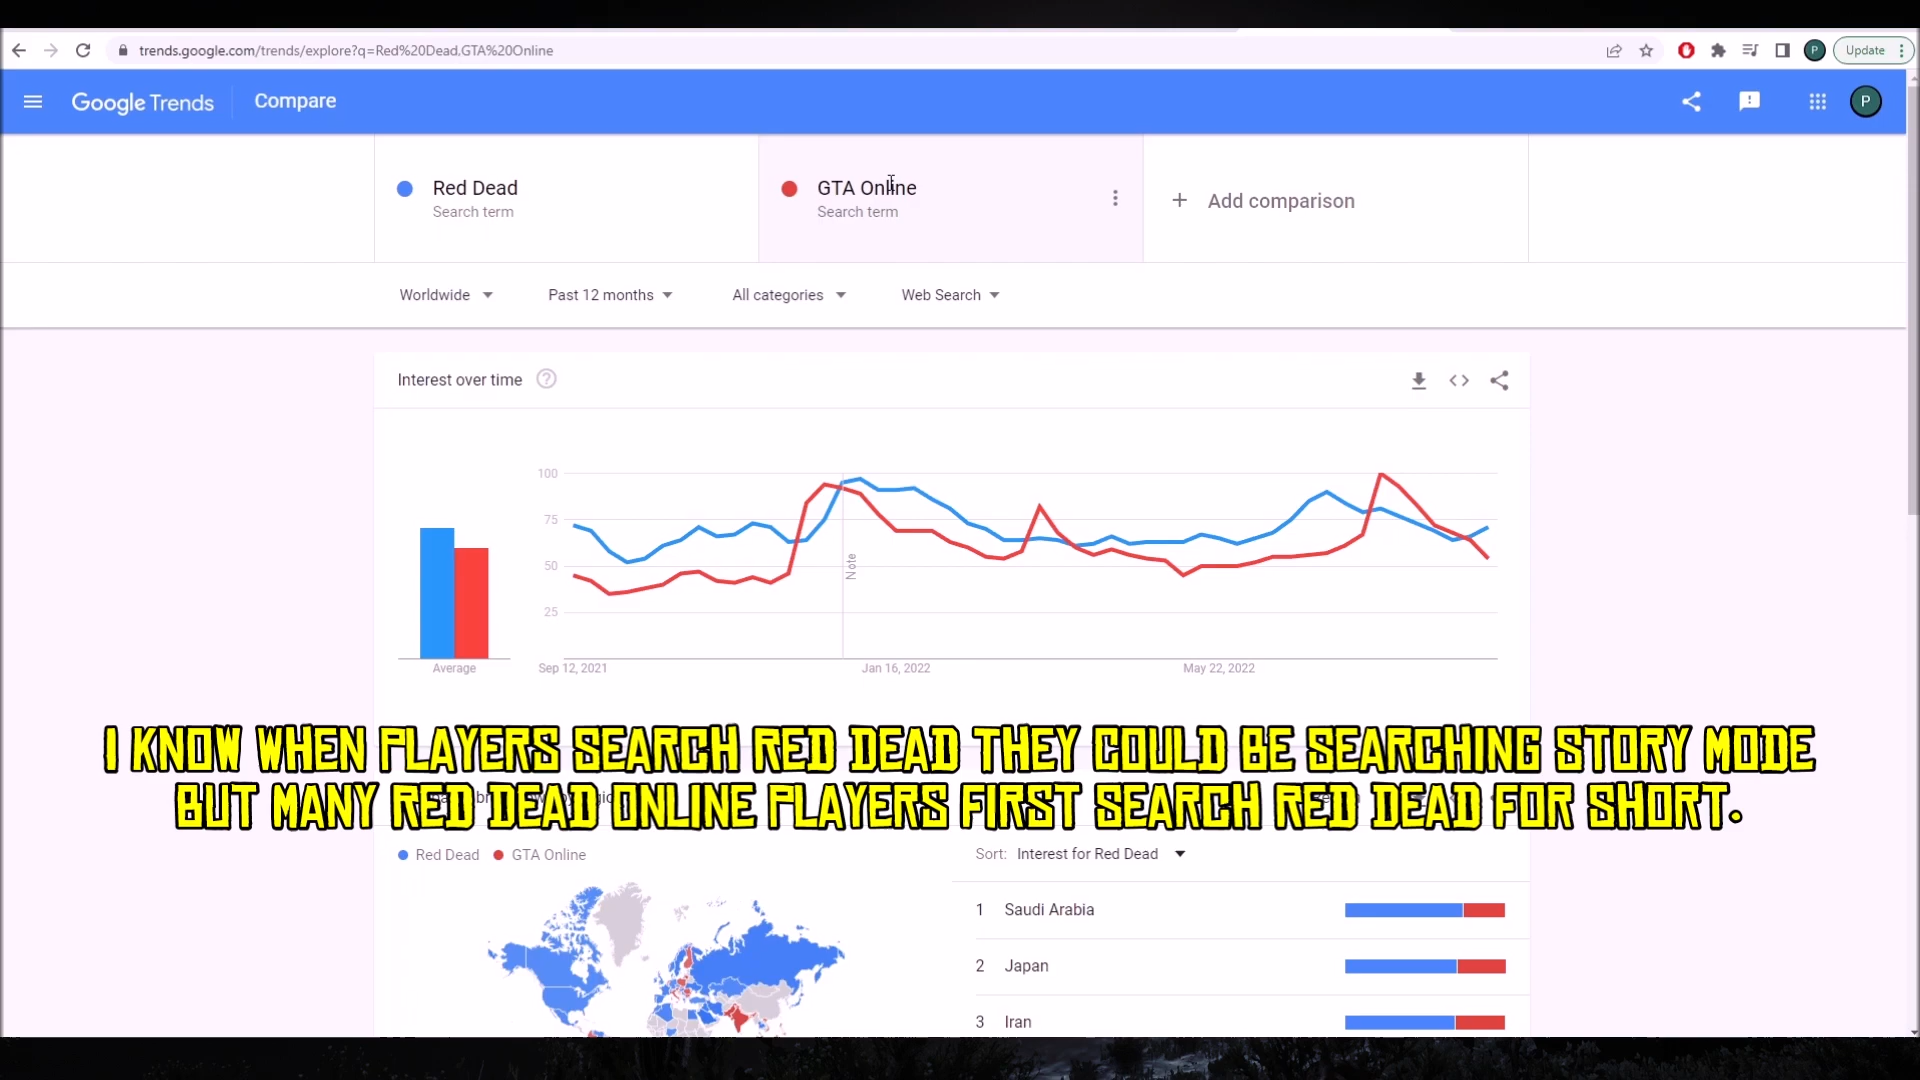 trends.google.com/trends/explore?q=Red%20Dead,GTA%20Online
P
Update
Google Trends
Compare
P
Red Dead
Search term
GTA Online
Search term
+ Add comparison
Worldwide
Past 12 months
All categories
Web Search
Interest over time
100
75
50
25
Note
Average
Sep 12, 2021
Jan 16, 2022
May 22, 2022
I KNOW WHEN PLAYERS SEARCH RED DEAD THEY COULD BE SEARCHING STORY MODE
BUT MANY RED DEAD ONLINE PLAYERS FIRST SEARCH RED DEAD FOR SHORT.
Red Dead
GTA Online
Sort: Interest for Red Dead
1 Saudi Arabia
2 Japan
3 Iran